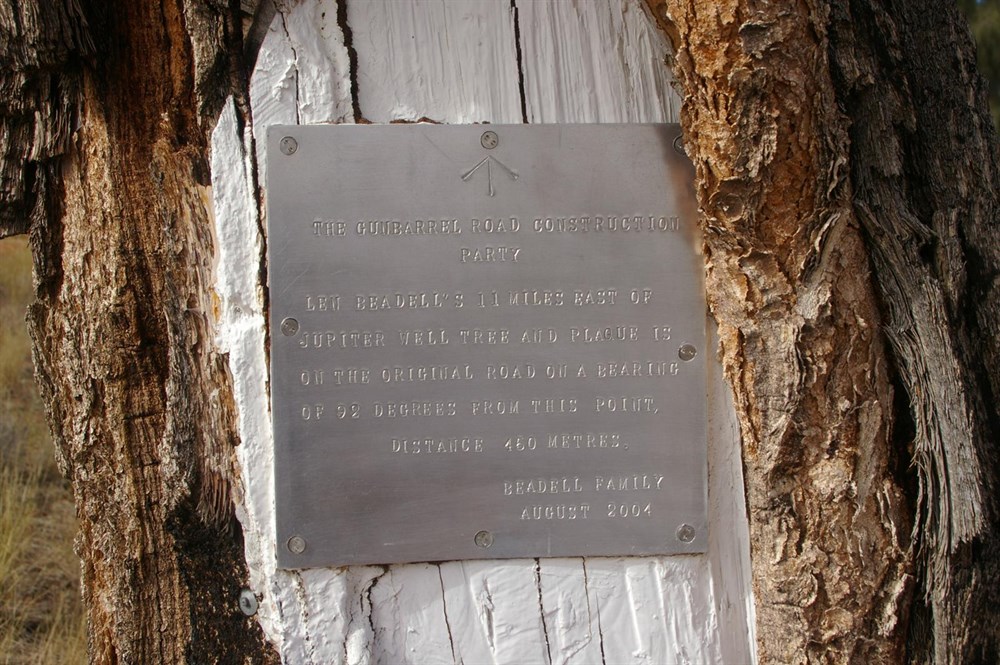 THE GUNBARREL ROAD CONSTRUCTION
PARTY
LEN BEADELL'S 11 MILES EAST OF
JUPITER WELL TREE AND PLAQUE IS
ON THE ORIGINAL ROAD ON A BEARING
OF 92 DEGREES FROM THIS POINT,
DISTANCE 460 METRES.
BEADELL FAMILY
AUGUST 2004